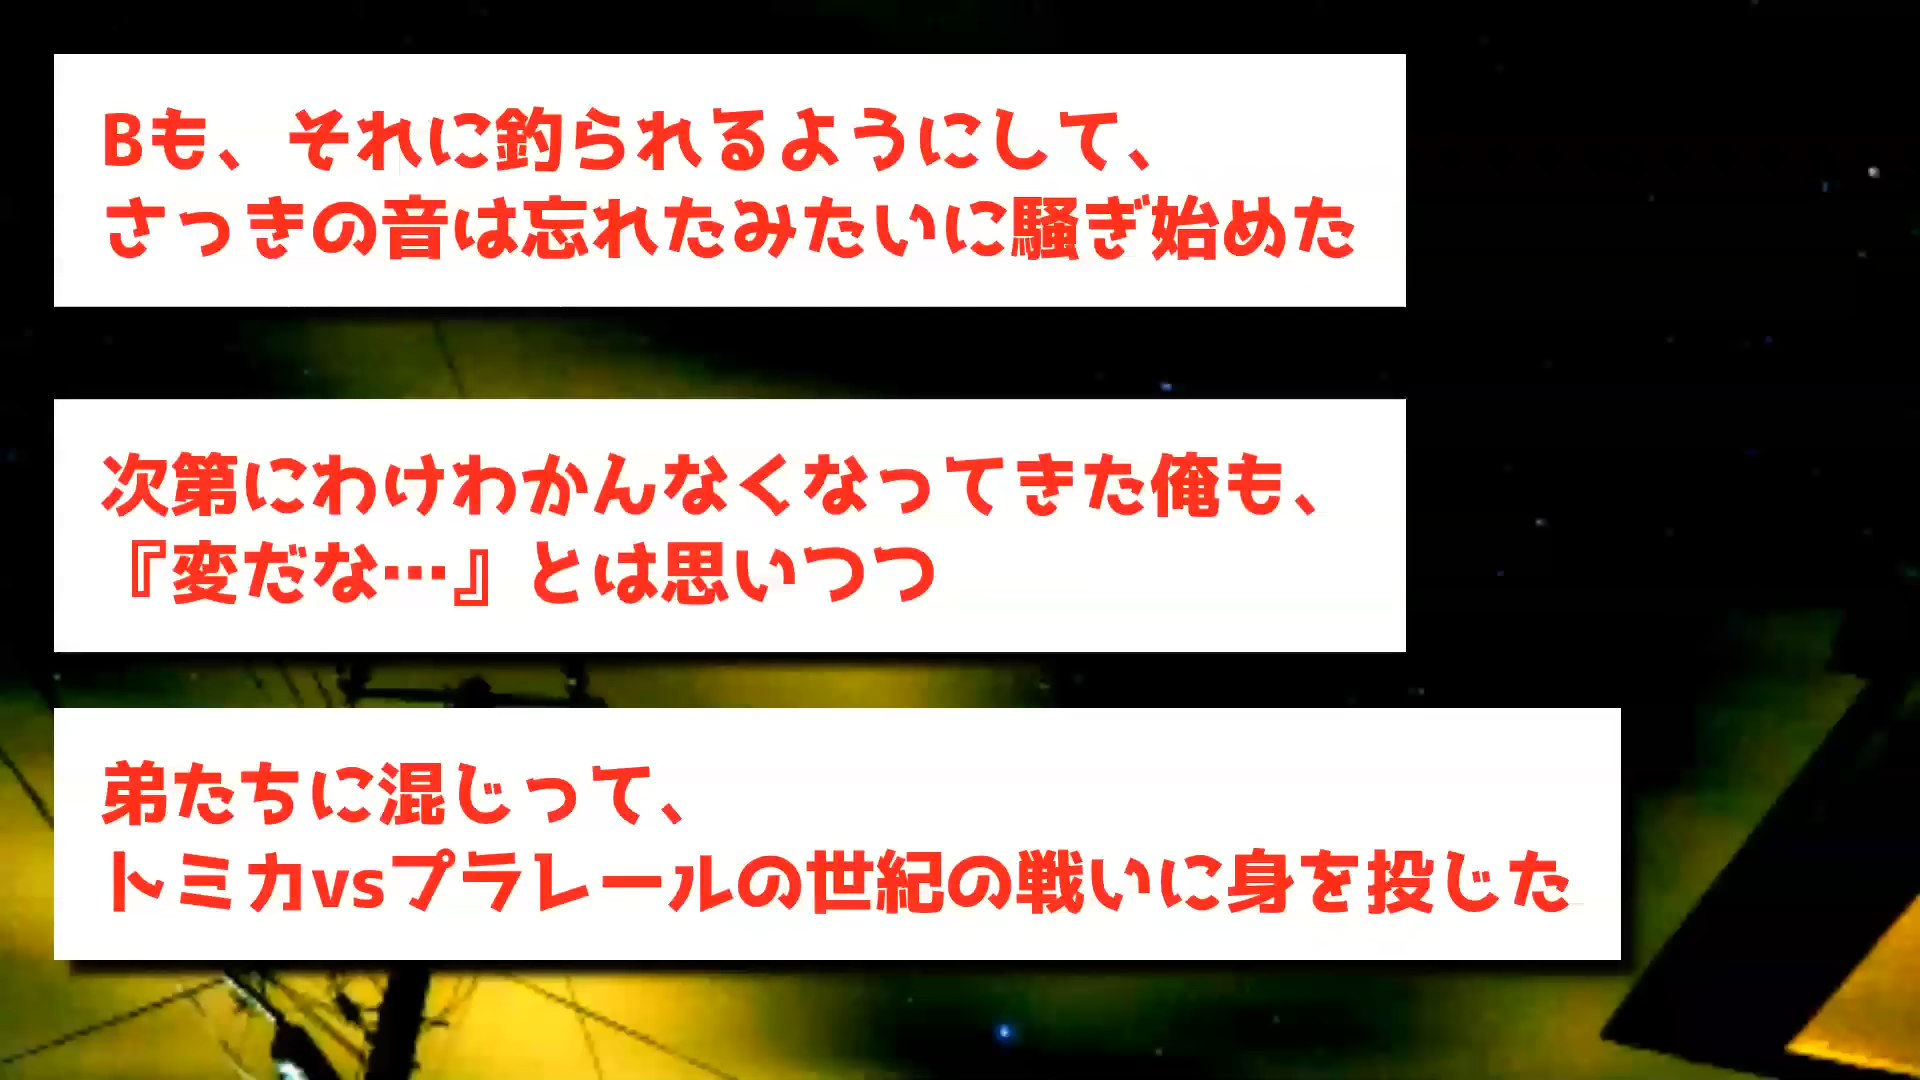 Bも、それに釣られるようにして、
さっきの音は忘れたみたいに騒ぎ始めた
次第にわけわかんなくなってきた俺も、
『変だな…』とは思いつつ
弟たちに混じって、
トミカvsプラレールの世紀の戦いに身を投じた